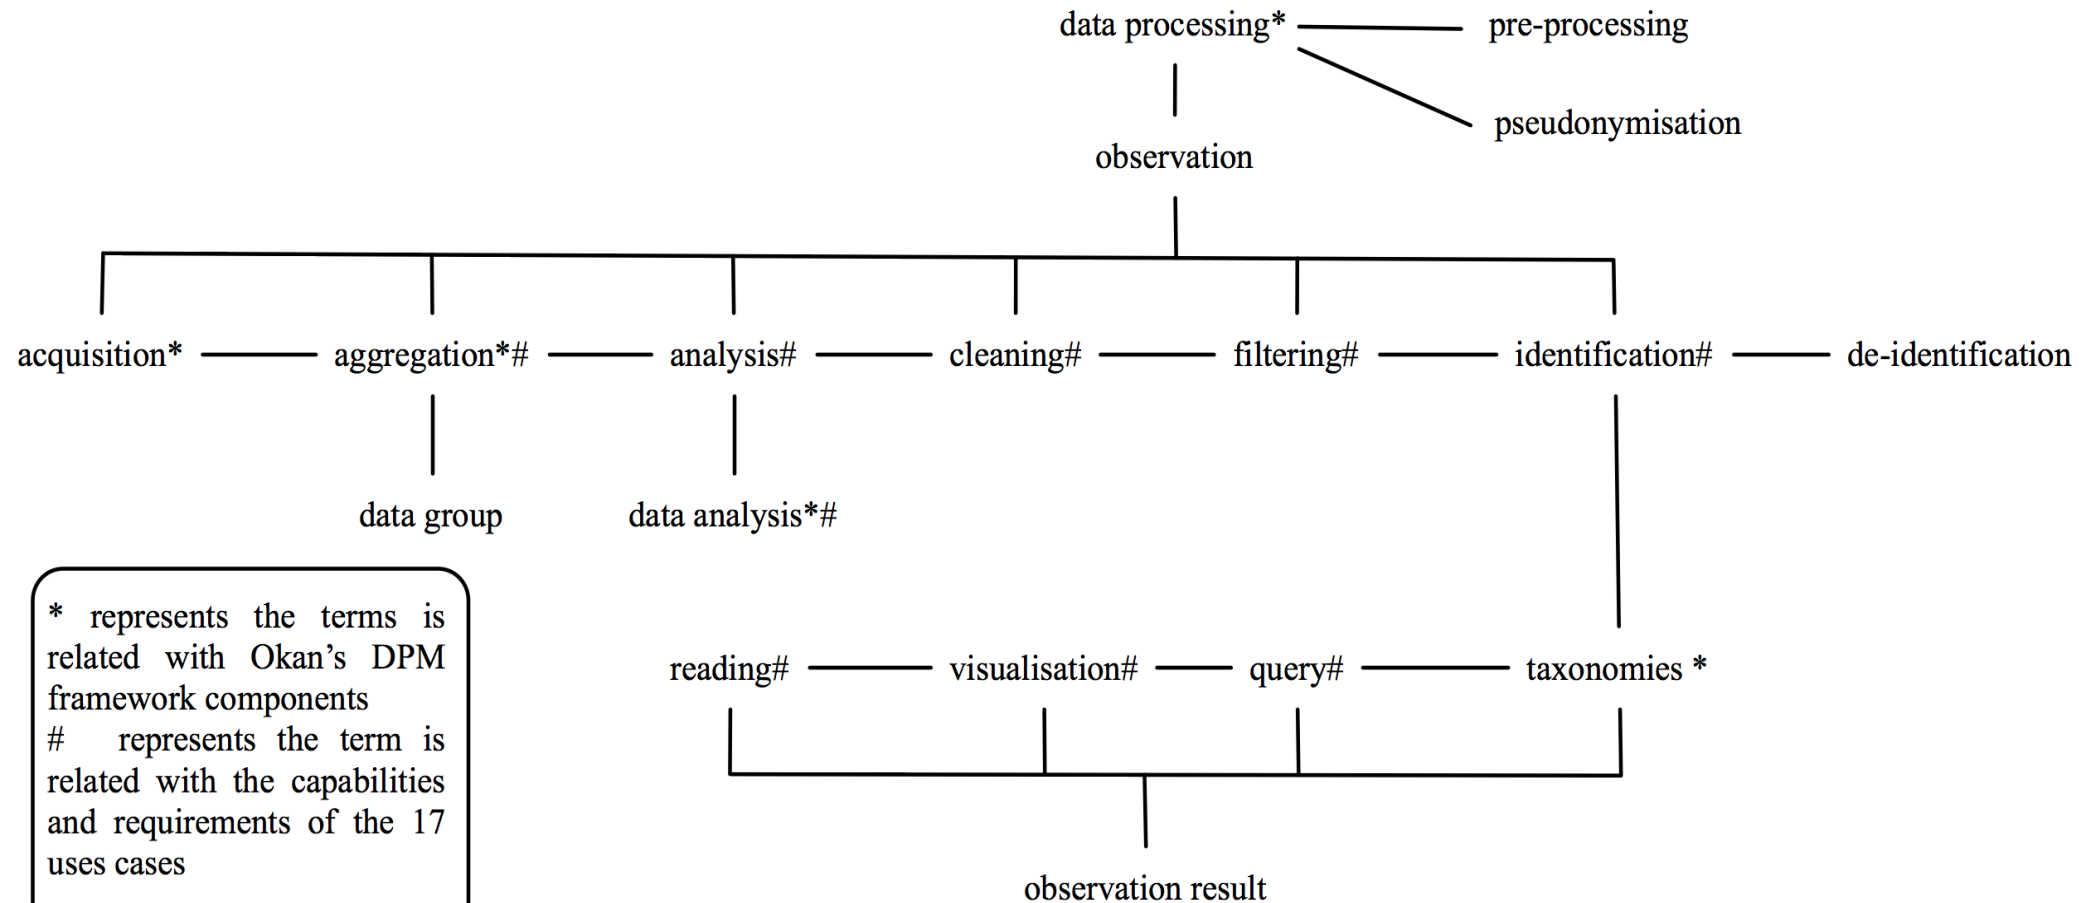 data processing* pre-processing
pseudonymisation
observation
acquisition* aggregation*# analysis# cleaning# filtering# identification# de-identification
data group data analysis*#
* represents the terms is
related with Okan’s DPM
framework components
# represents the term is
related with the capabilities
and requirements of the 17
uses cases
reading# visualisation# query# taxonomies *
observation result